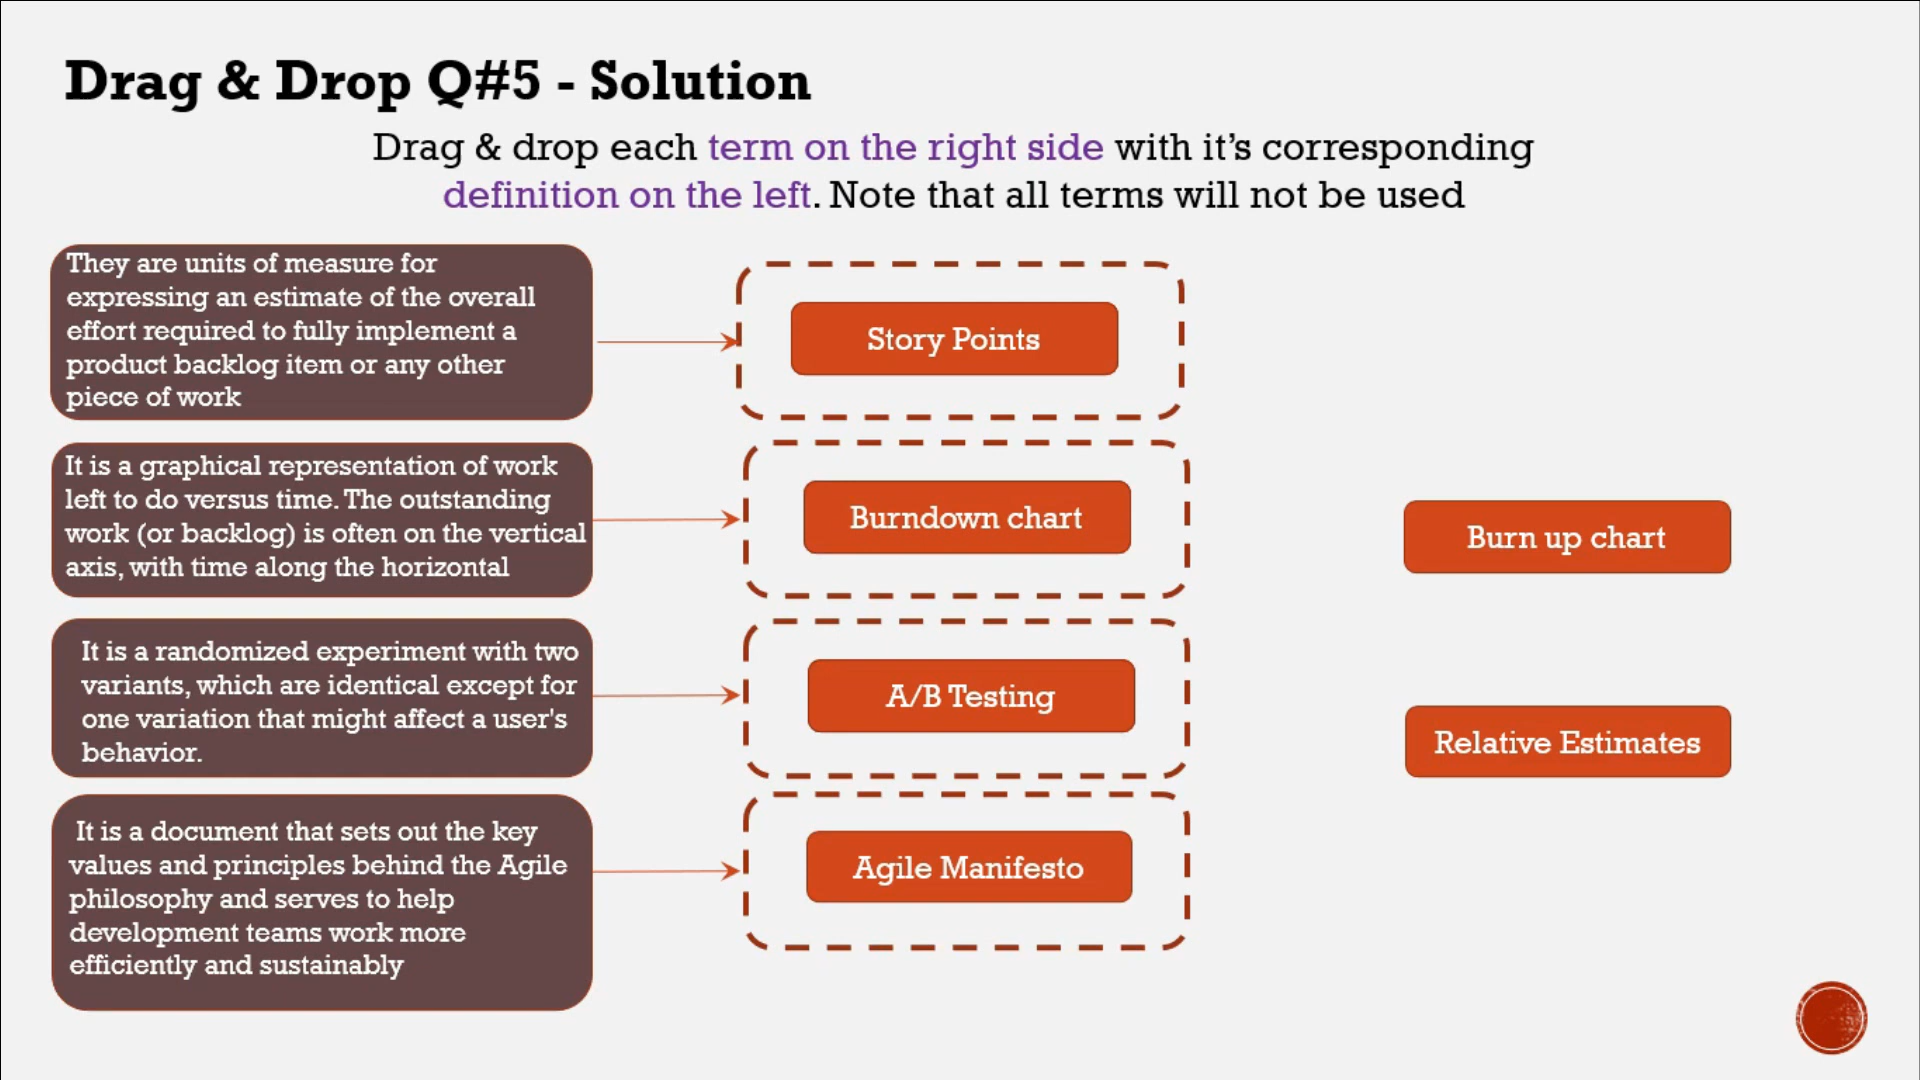 Drag & Drop Q#5 - Solution
Drag & drop each term on the right side with it’s corresponding
definition on the left. Note that all terms will not be used
They are units of measure for
expressing an estimate of the overall
effort required to fully implement a
product backlog item or any other
piece of work
Story Points
It is a graphical representation of work
left to do versus time. The outstanding
work (or backlog) is often on the vertical
axis, with time along the horizontal
Burndown chart
Burn up chart
It is a randomized experiment with two
variants, which are identical except for
one variation that might affect a user's
behavior.
A/B Testing
Relative Estimates
It is a document that sets out the key
values and principles behind the Agile
philosophy and serves to help
development teams work more
efficiently and sustainably
Agile Manifesto